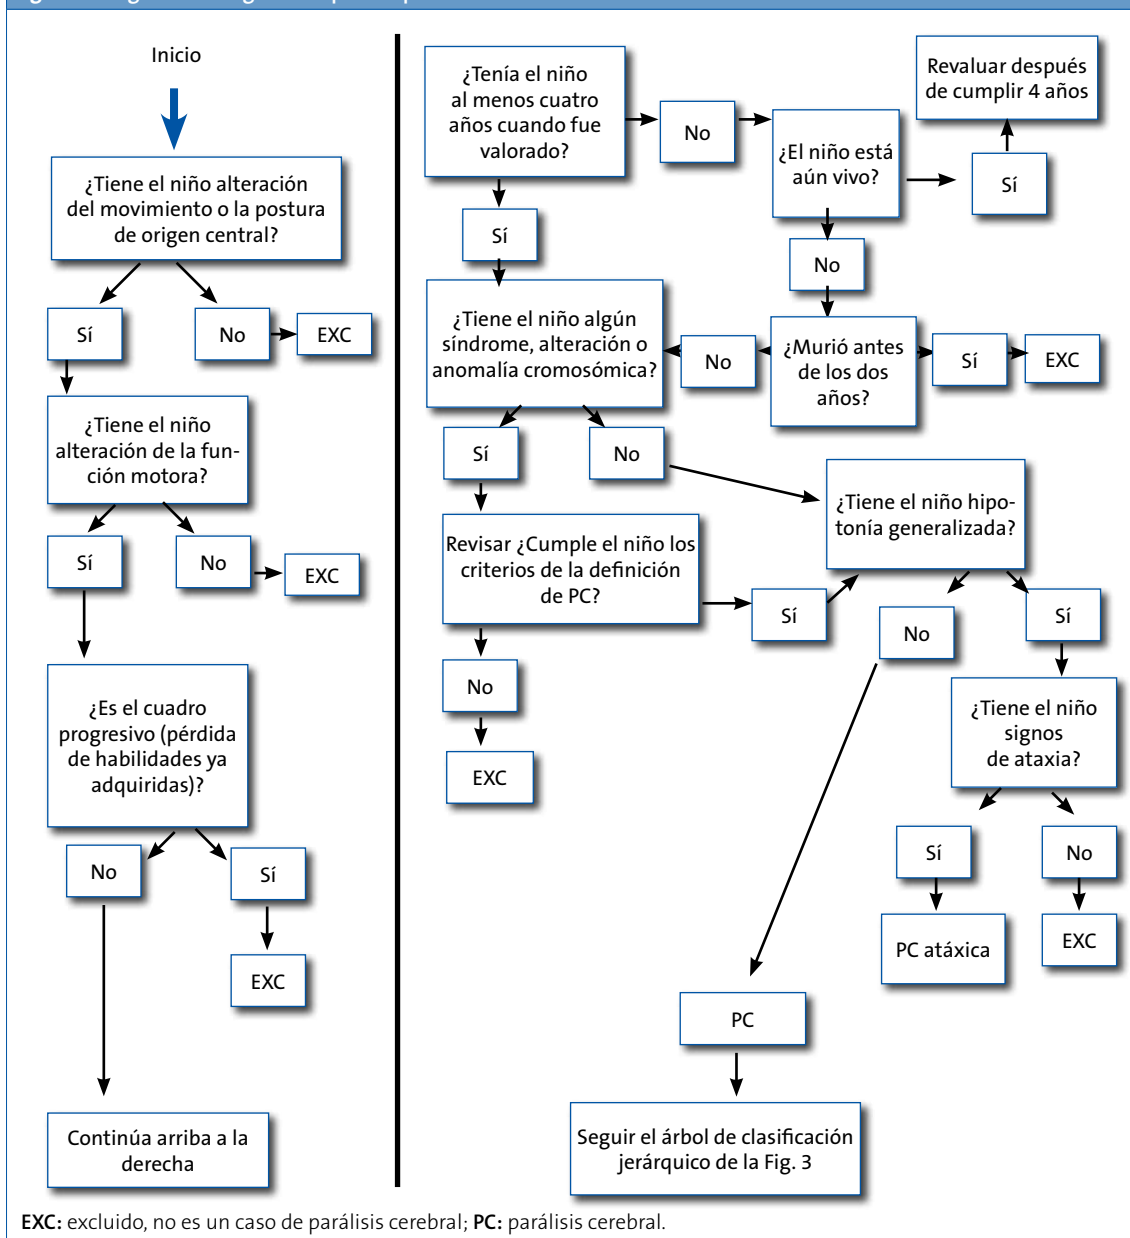 Inicio
¿Tiene el niño alteración
del movimiento o la postura
de origen central?
Sí
No
EXC
¿Tiene el niño
alteración de la fun-
ción motora?
Sí
No
EXC
¿Es el cuadro
progresivo (pérdida
de habilidades ya
adquiridas)?
No
Sí
EXC
Continúa arriba a la
derecha
¿Tenía el niño
al menos cuatro
años cuando fue
valorado?
No
¿El niño está
aún vivo?
Sí
Revaluar después
de cumplir 4 años
Sí
No
¿Murió antes
de los dos
años?
Sí
EXC
No
¿Tiene el niño algún
síndrome, alteración o
anomalía cromosómica?
Sí
No
Revisar ¿Cumple el niño los
criterios de la definición
de PC?
Sí
No
EXC
¿Tiene el niño hipo-
tonía generalizada?
No
Sí
¿Tiene el niño
signos
de ataxia?
Sí
No
PC atáxica
EXC
PC
Seguir el árbol de clasificación
jerárquico de la Fig. 3
EXC: excluido, no es un caso de parálisis cerebral; PC: parálisis cerebral.